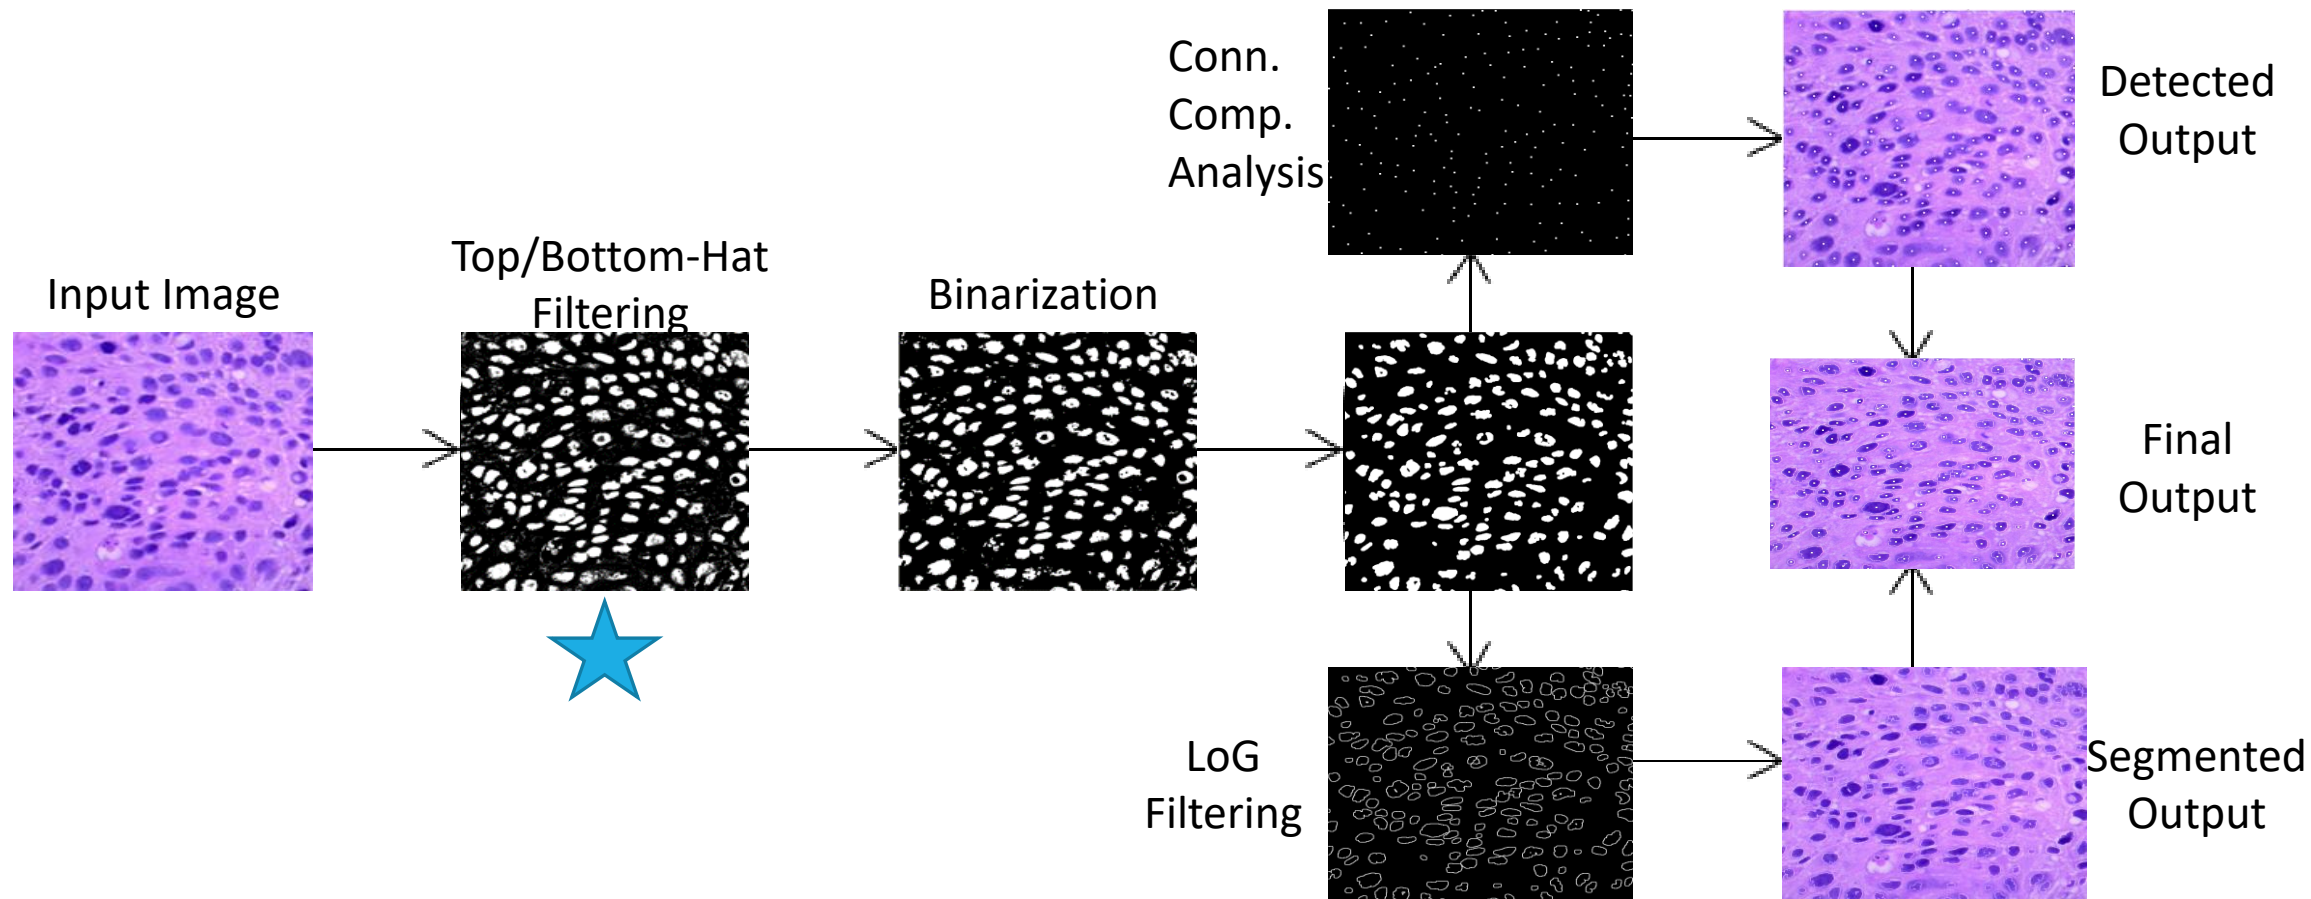 Input Image
Top/Bottom-Hat
Filtering
Binarization
Conn.
Comp.
Analysis
LoG
Filtering
Detected
Output
Final
Output
Segmented
Output